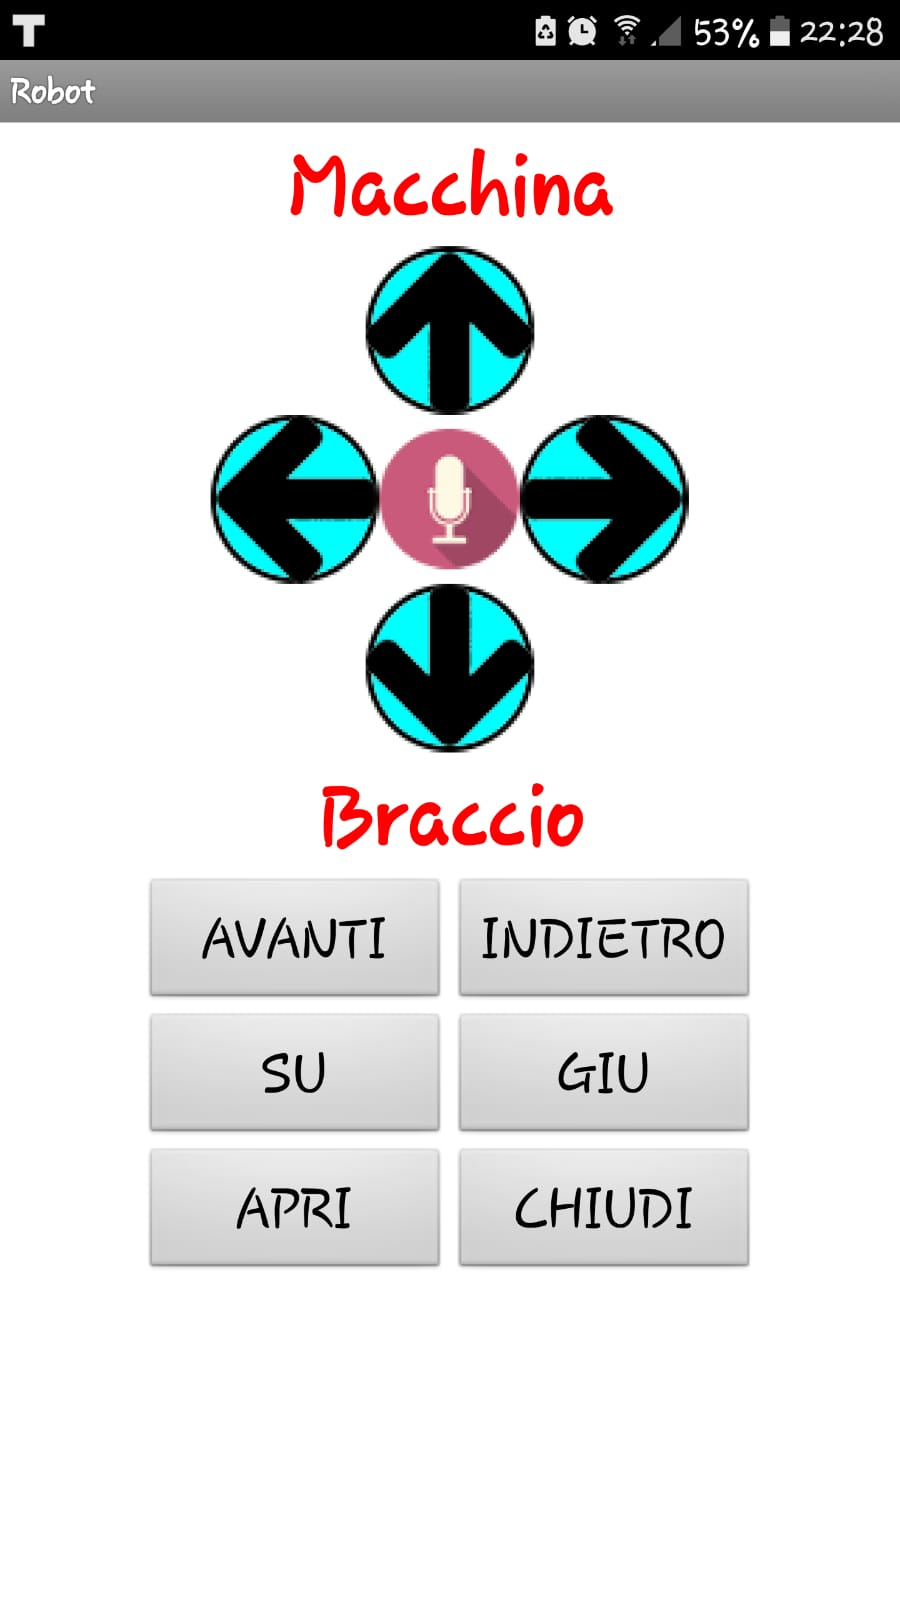 T 53% 22:28
Robot
Macchina
Braccio
AVANTI INDIETRO
SU GIU
APRI CHIUDI